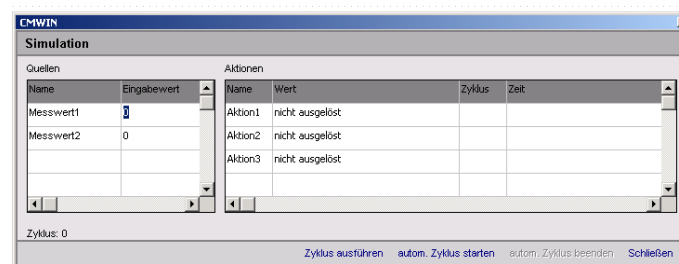 CMWIN
Simulation
Quellen Aktionen
Name Eingabewert Name Wert Zyklus Zeit
Messwert1 0 Aktion1 nicht ausgelöst
Messwert2 0 Aktion2 nicht ausgelöst
Aktion3 nicht ausgelöst
Zyklus: 0
Zyklus ausführen autom. Zyklus starten autom. Zyklus beenden Schließen